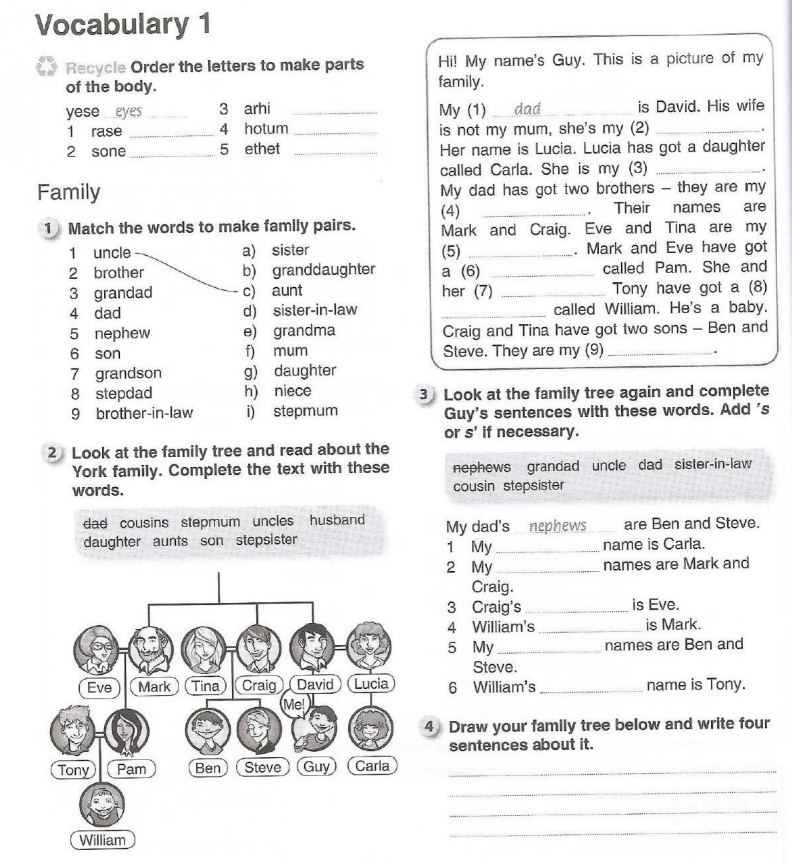 Vocabulary 1
Recycle Order the letters to make parts
of the body.
yese eyes
1 rase
2 sone
3 arhi
4 hotum
5 ethet
Family
1 Match the words to make family pairs.
1 uncle
2 brother
3 grandad
4 dad
5 nephew
6 son
7 grandson
8 stepdad
9 brother-in-law
a) sister
b) granddaughter
c) aunt
d) sister-in-law
e) grandma
f) mum
g) daughter
h) niece
i) stepmum
2 Look at the family tree and read about the
York family. Complete the text with these
words.
dad cousins stepmum uncles husband
daughter aunts son stepsister
Eve Mark Tina Craig David Lucia
Me!
Tony Pam Ben Steve Guy Carla
William
Hi! My name's Guy. This is a picture of my
family.
My (1) dad is David. His wife
is not my mum, she's my (2) .
Her name is Lucia. Lucia has got a daughter
called Carla. She is my (3) .
My dad has got two brothers – they are my
(4) . Their names are
Mark and Craig. Eve and Tina are my
(5) . Mark and Eve have got
a (6) called Pam. She and
her (7) Tony have got a (8)
called William. He's a baby.
Craig and Tina have got two sons – Ben and
Steve. They are my (9) .
3 Look at the family tree again and complete
Guy's sentences with these words. Add 's
or s' if necessary.
nephews grandad uncle dad sister-in-law
cousin stepsister
My dad's nephews are Ben and Steve.
1 My name is Carla.
2 My names are Mark and
Craig.
3 Craig's is Eve.
4 William's is Mark.
5 My names are Ben and
Steve.
6 William's name is Tony.
4 Draw your family tree below and write four
sentences about it.